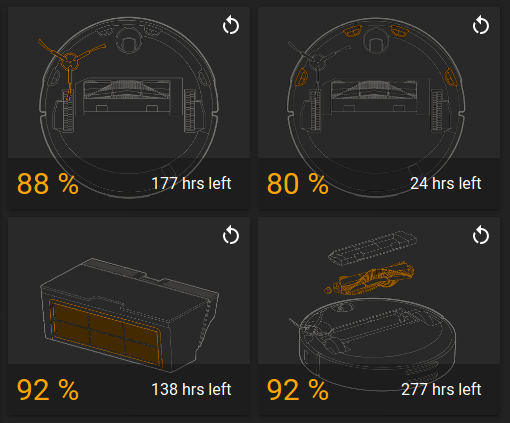 88 % 177 hrs left
80 % 24 hrs left
92 % 138 hrs left
92 % 277 hrs left